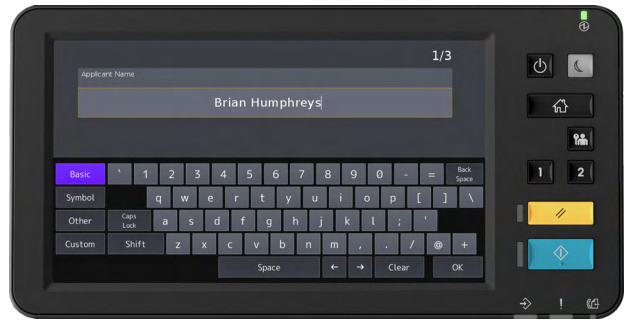 1/3
Applicant Name
Brian Humphreys
Basic ` 1 2 3 4 5 6 7 8 9 0 - = Back Space
Symbol q w e r t y u i o p [ ] \
Other Caps Lock a s d f g h j k l ; '
Custom Shift z x c v b n m , . / @ +
Space ← → Clear OK
1 2
!